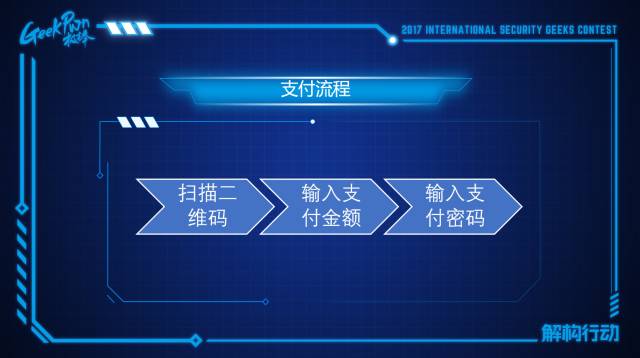 GeekPwn
极棒
2017 INTERNATIONAL SECURITY GEEKS CONTEST
支付流程
扫描二
维码
输入支
付金额
输入支
付密码
解构行动